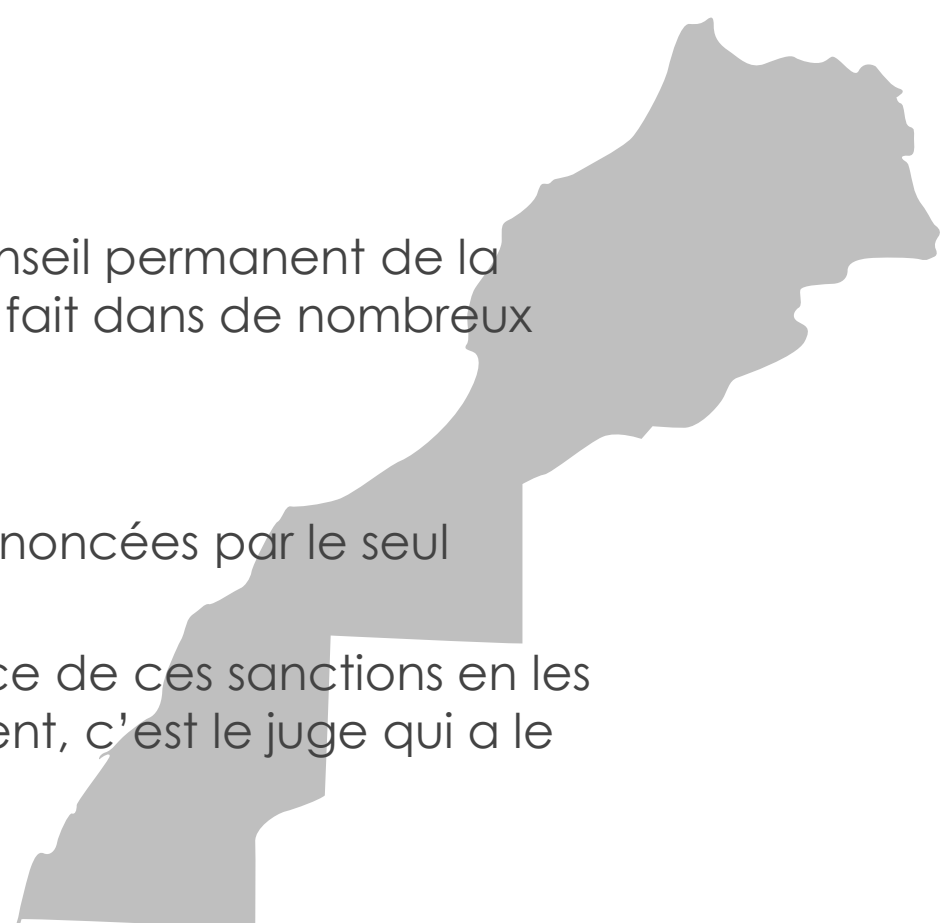 nseil permanent de la
fait dans de nombreux
noncées par le seul
ce de ces sanctions en les
ent, c'est le juge qui a le